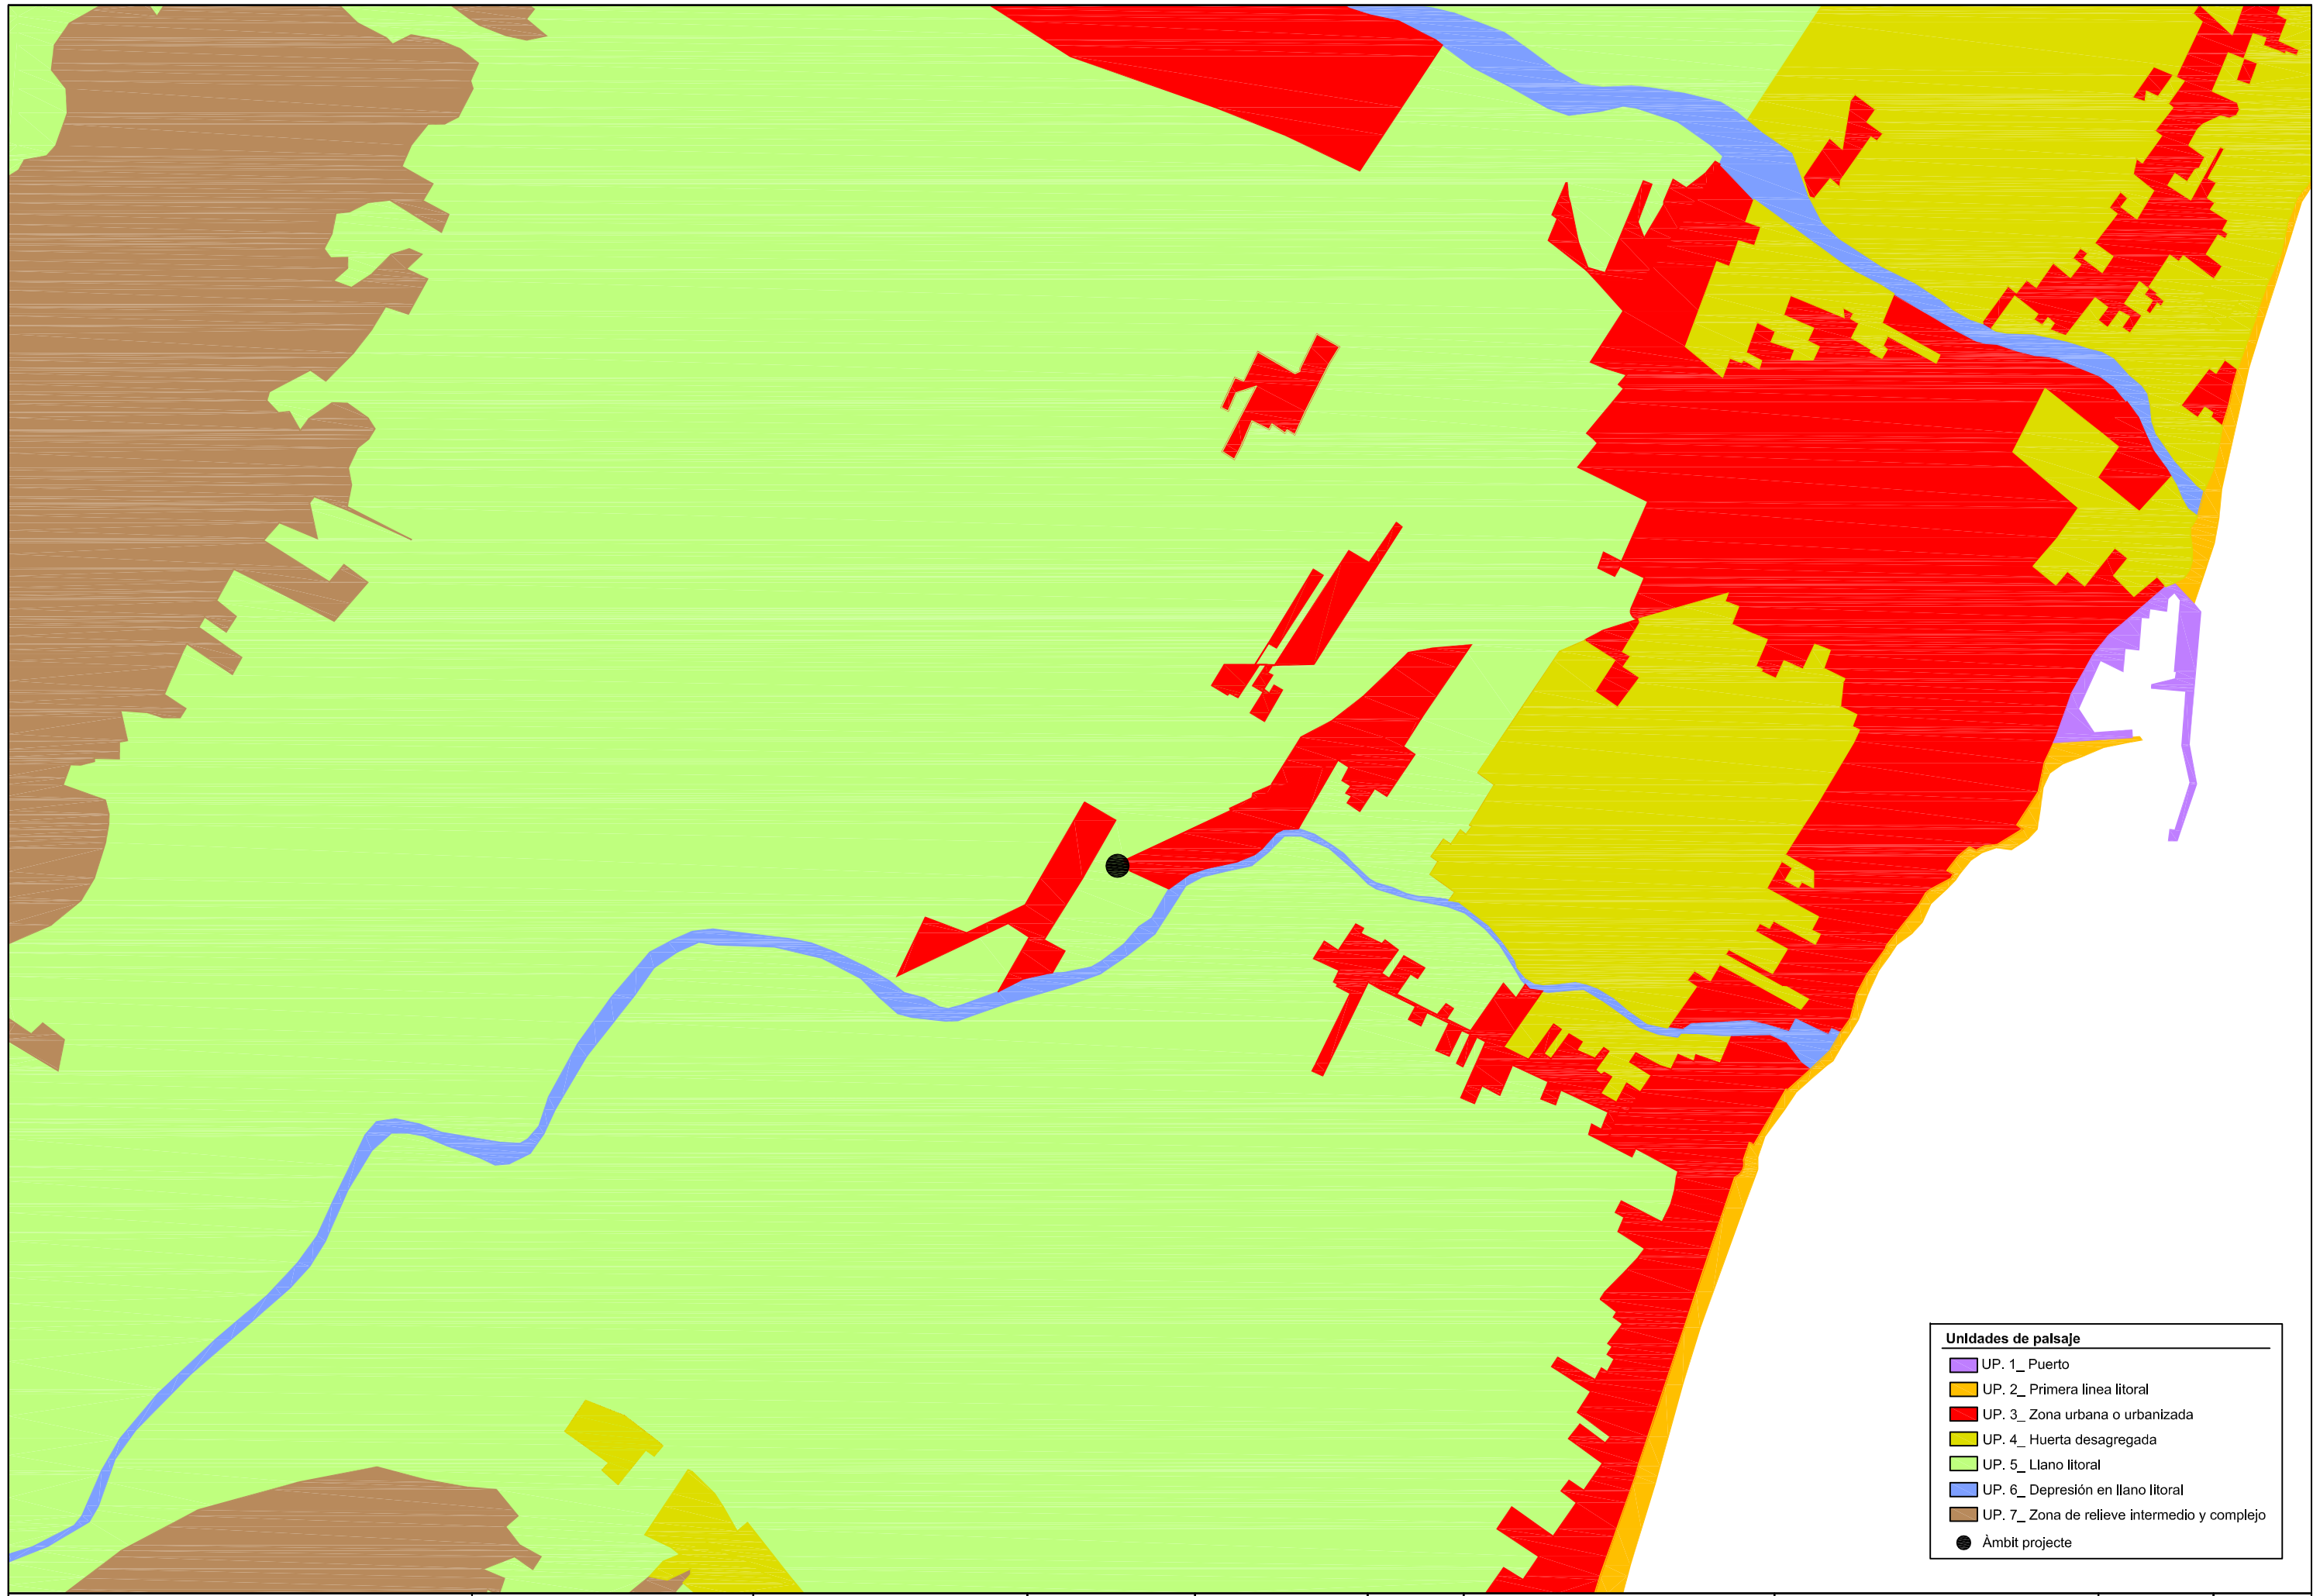 Unidades de paisaje
UP. 1_ Puerto
UP. 2_ Primera linea litoral
UP. 3_ Zona urbana o urbanizada
UP. 4_ Huerta desagregada
UP. 5_ Llano litoral
UP. 6_ Depresión en llano litoral
UP. 7_ Zona de relieve intermedio y complejo
Àmbit projecte